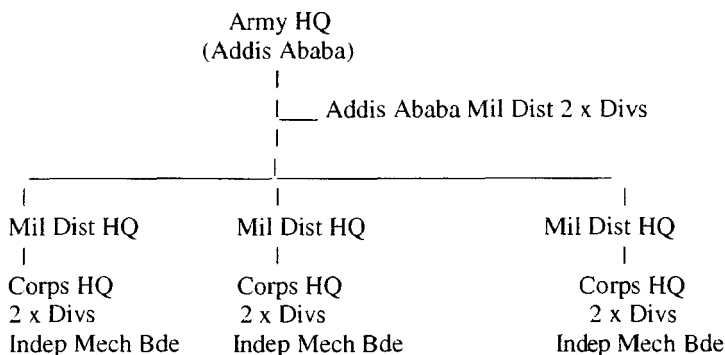 Army HQ
(Addis Ababa)
Addis Ababa Mil Dist 2 x Divs
Mil Dist HQ
Mil Dist HQ
Mil Dist HQ
Corps HQ
2 x Divs
Indep Mech Bde
Corps HQ
2 x Divs
Indep Mech Bde
Corps HQ
2 x Divs
Indep Mech Bde